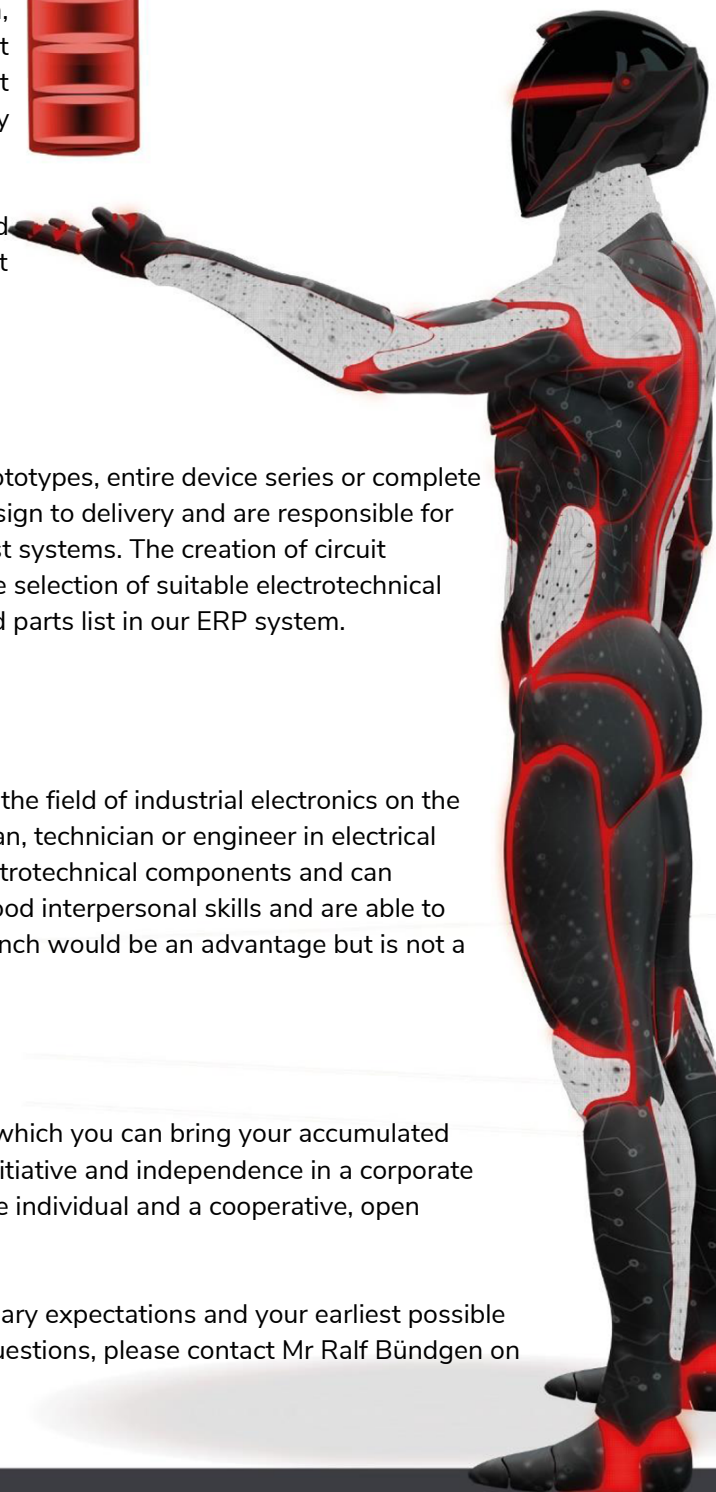 ,
t
t
y
d
t
ototypes, entire device series or complete
sign to delivery and are responsible for
st systems. The creation of circuit
e selection of suitable electrotechnical
d parts list in our ERP system.
the field of industrial electronics on the
an, technician or engineer in electrical
trotechnical components and can
ood interpersonal skills and are able to
nch would be an advantage but is not a
which you can bring your accumulated
itiative and independence in a corporate
e individual and a cooperative, open
ary expectations and your earliest possible
uestions, please contact Mr Ralf Bündgen on